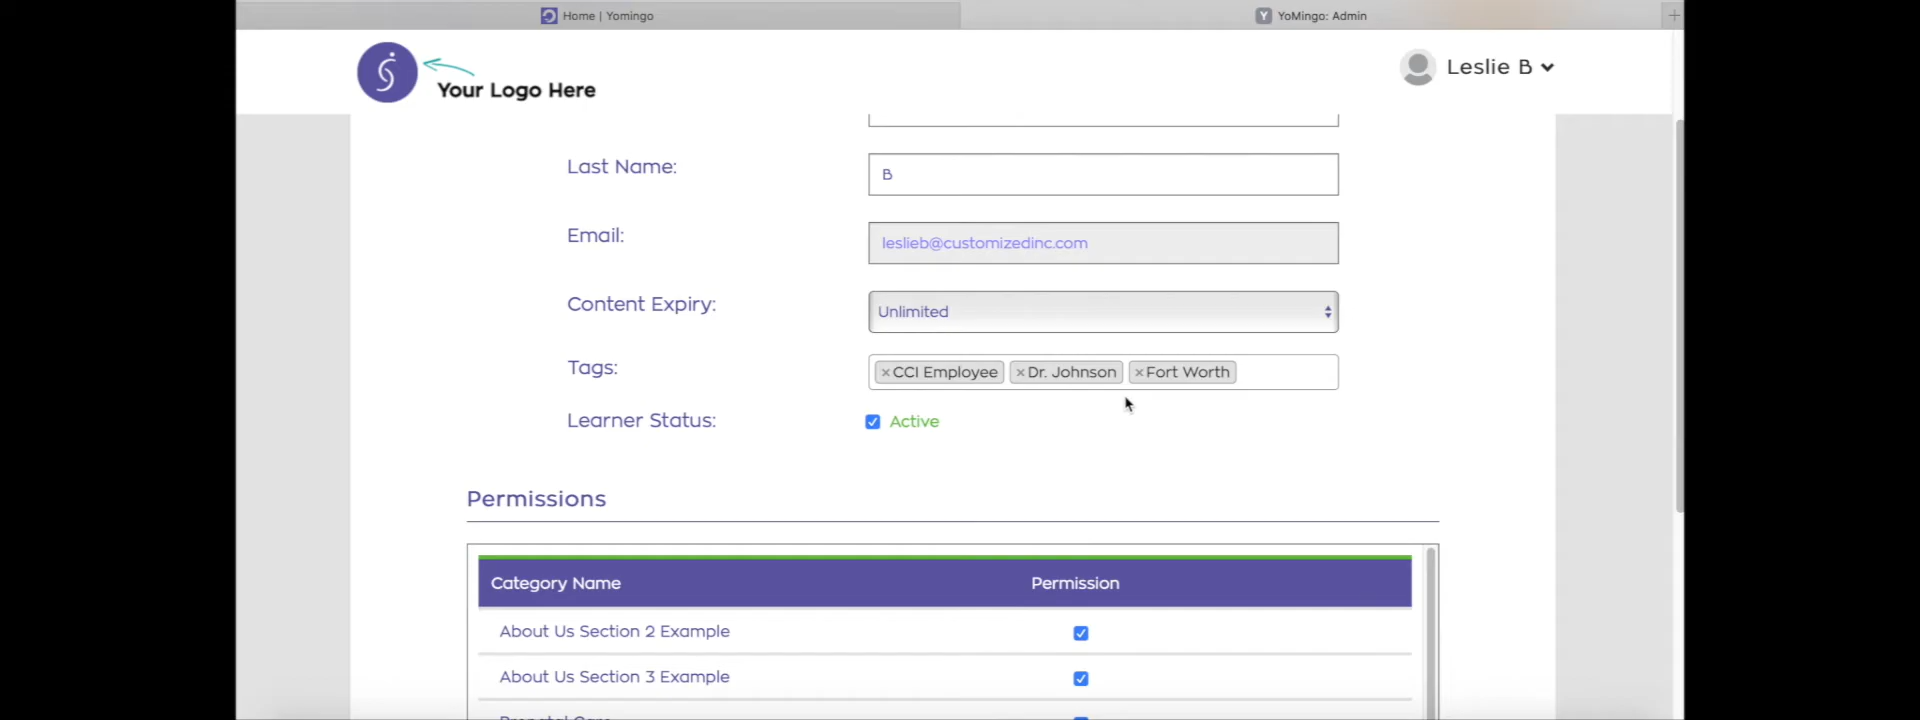 Home | Yomingo
YoMingo: Admin
Your Logo Here
Leslie B
Last Name:
B
Email:
leslieb@customizedinc.com
Content Expiry:
Unlimited
Tags:
×CCI Employee ×Dr. Johnson ×Fort Worth
Learner Status:
Active
Permissions
Category Name Permission
About Us Section 2 Example
About Us Section 3 Example
Prenatal Care